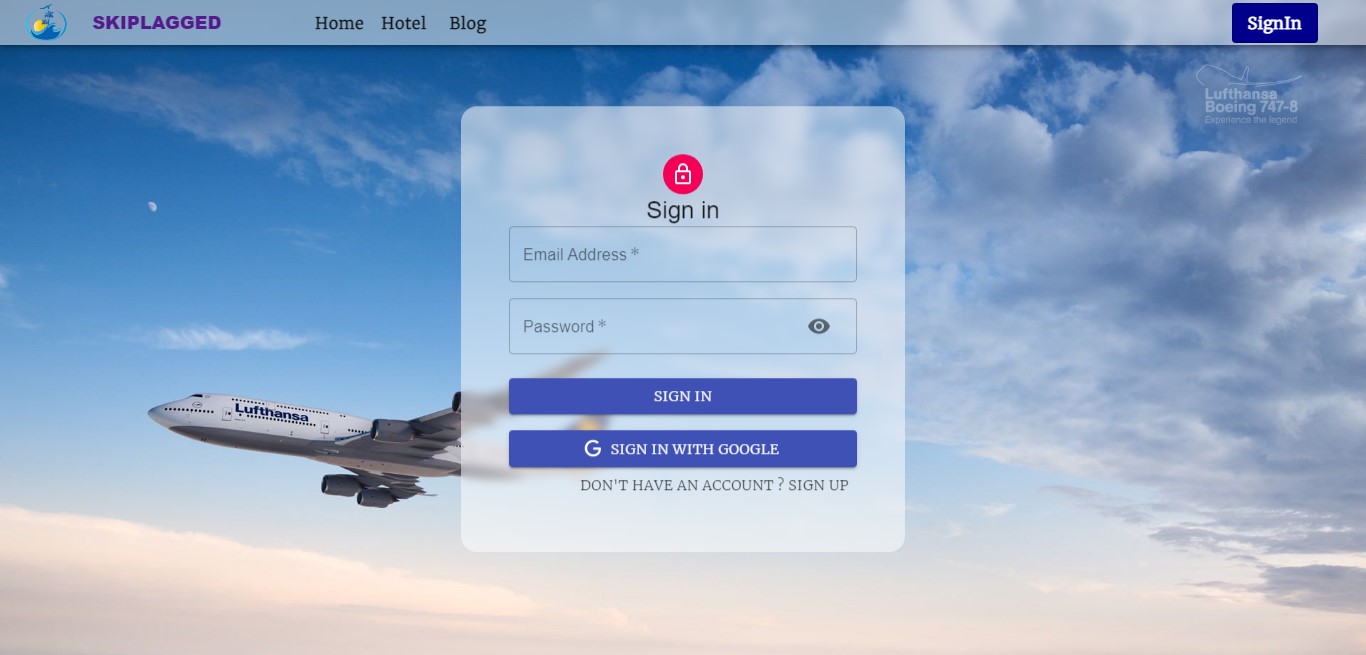 SKIPLAGGED
Home Hotel Blog
SignIn
Lufthansa
Boeing 747-8
Experience the legend
Sign in
Email Address *
Password *
Lufthansa
SIGN IN
G SIGN IN WITH GOOGLE
DON'T HAVE AN ACCOUNT ? SIGN UP